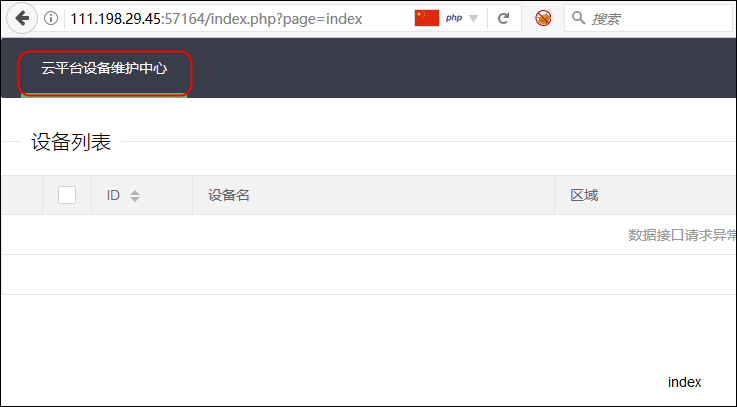 111.198.29.45:57164/index.php?page=index php 搜索
云平台设备维护中心
设备列表
ID 设备名 区域
数据接口请求异常
index